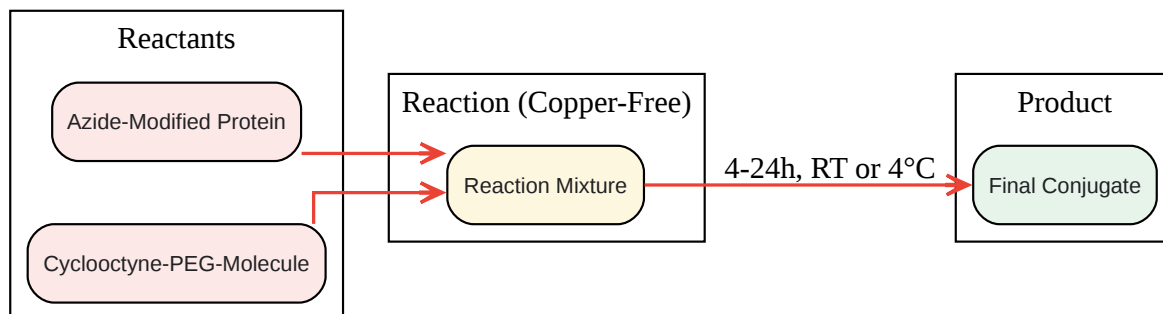 Reactants
Azide-Modified Protein
Cyclooctyne-PEG-Molecule
Reaction (Copper-Free)
Reaction Mixture
4-24h, RT or 4°C
Product
Final Conjugate